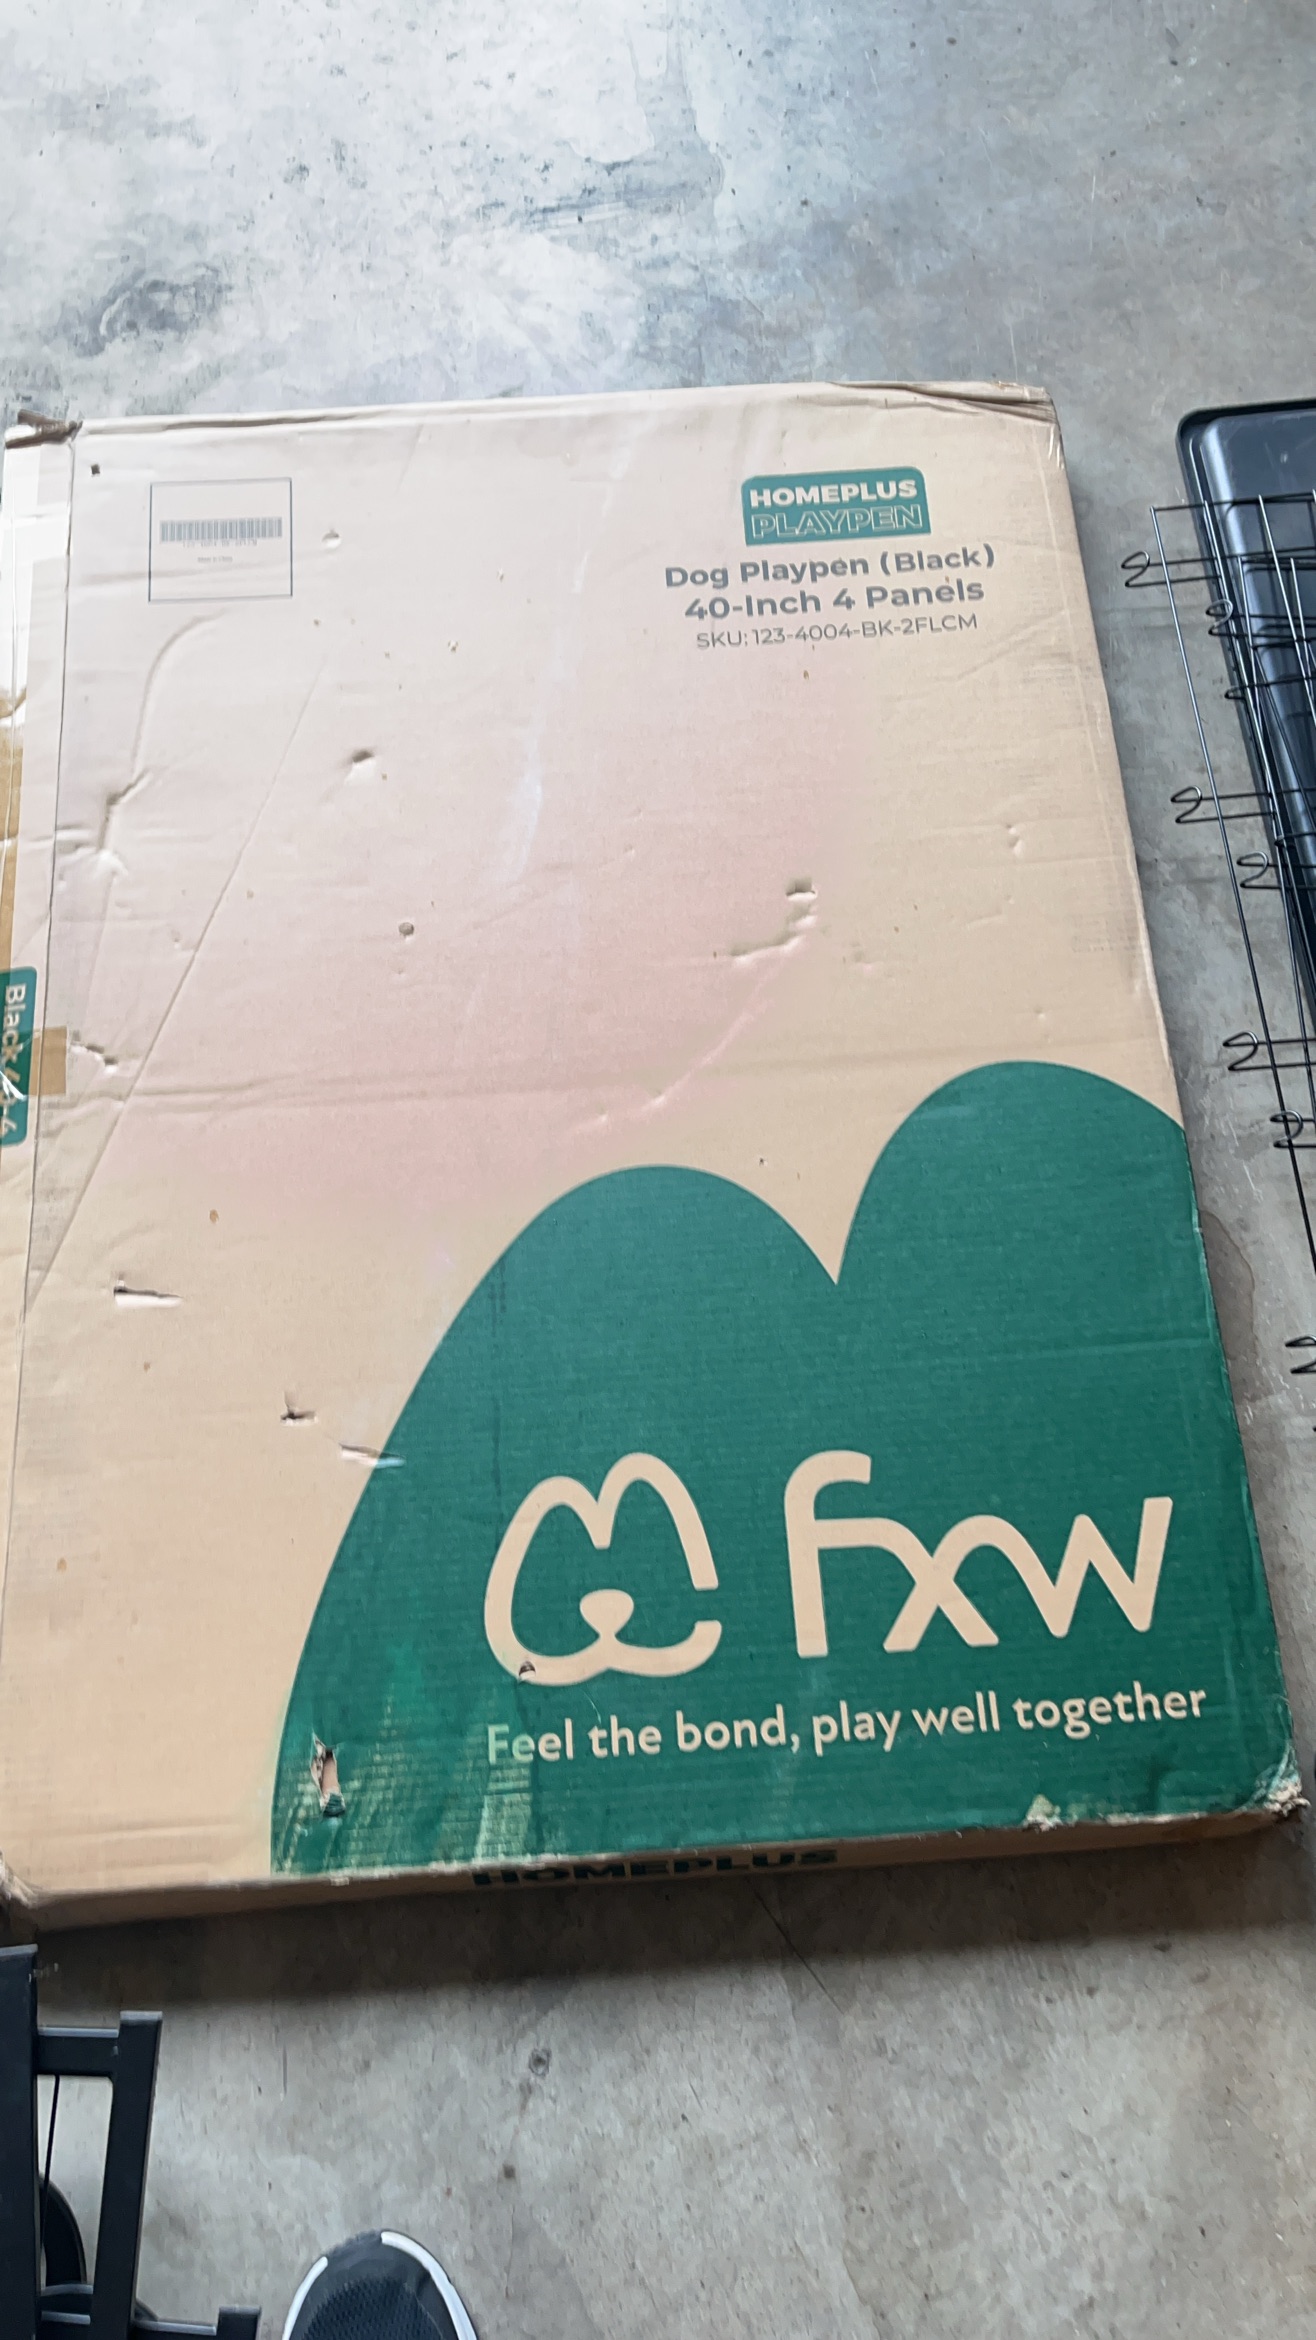 HOMEPLUS
PLAYPEN
Dog Playpen (Black)
40-Inch 4 Panels
SKU: 123-4004-BK-2FLCM
Black
fxw
Feel the bond, play well together
HOMEPLUS